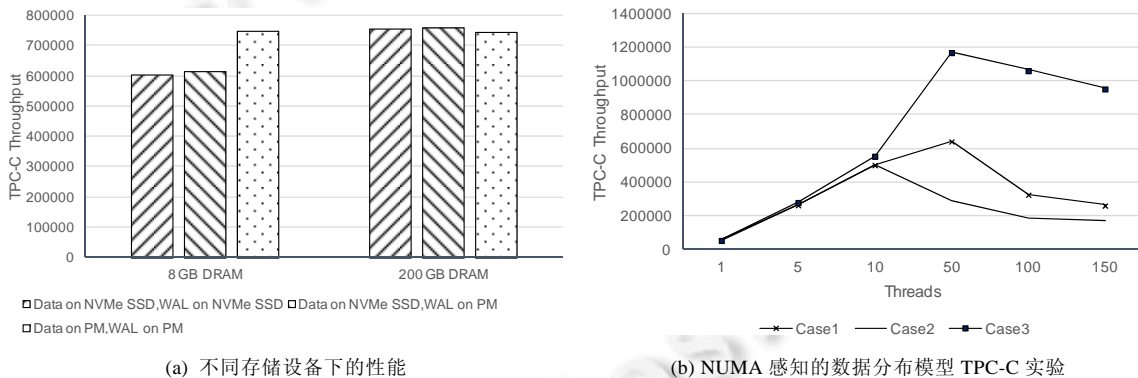 TPC-C Throughput
800000
700000
600000
500000
400000
300000
200000
100000
0
8 GB DRAM
200 GB DRAM
Data on NVMe SSD,WAL on NVMe SSD
Data on NVMe SSD,WAL on PM
Data on PM,WAL on PM
(a) 不同存储设备下的性能
TPC-C Throughput
1400000
1200000
1000000
800000
600000
400000
200000
0
1 5 10 50 100 150
Threads
Case1 Case2 Case3
(b) NUMA 感知的数据分布模型 TPC-C 实验